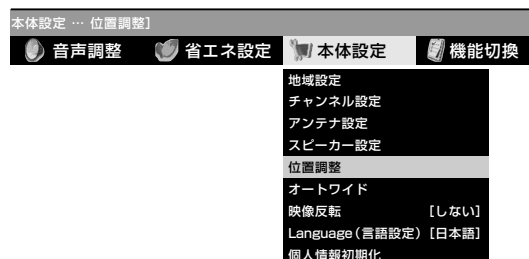 本体設定 … 位置調整]
音声調整 省エネ設定 本体設定 機能切換
地域設定
チャンネル設定
アンテナ設定
スピーカー設定
位置調整
オートワイド
映像反転 [しない]
Language(言語設定) [日本語]
個人情報初期化